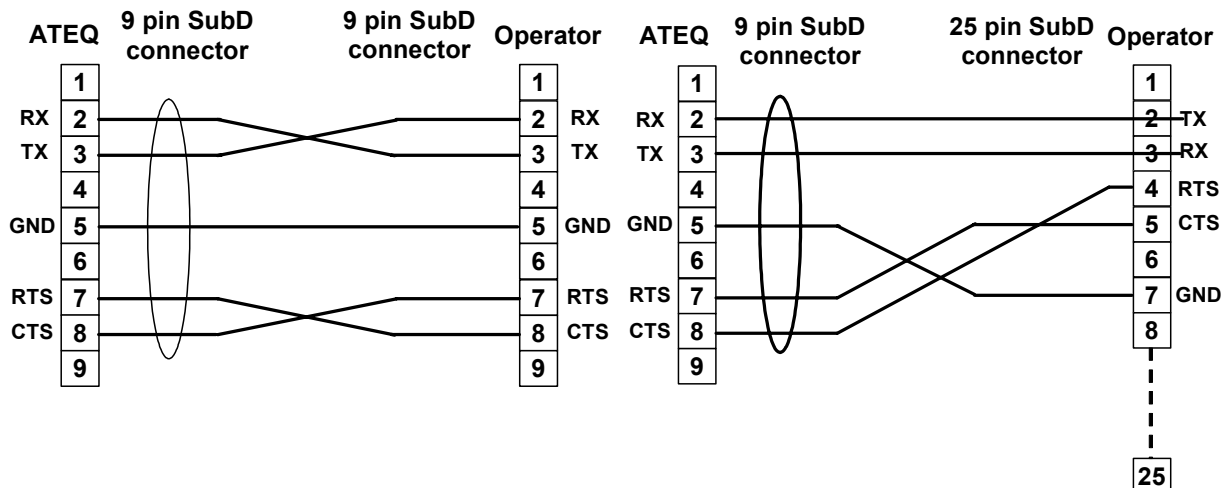 ATEQ
9 pin SubD
connector
9 pin SubD
connector
Operator
1
RX 2
TX 3
4
GND 5
6
RTS 7
CTS 8
9
1
2 RX
3 TX
4
5 GND
6
7 RTS
8 CTS
9
ATEQ
9 pin SubD
connector
25 pin SubD
connector
Operator
1
RX 2
TX 3
4
GND 5
6
RTS 7
CTS 8
9
1
2 TX
3 RX
4 RTS
5 CTS
6
7 GND
8
25